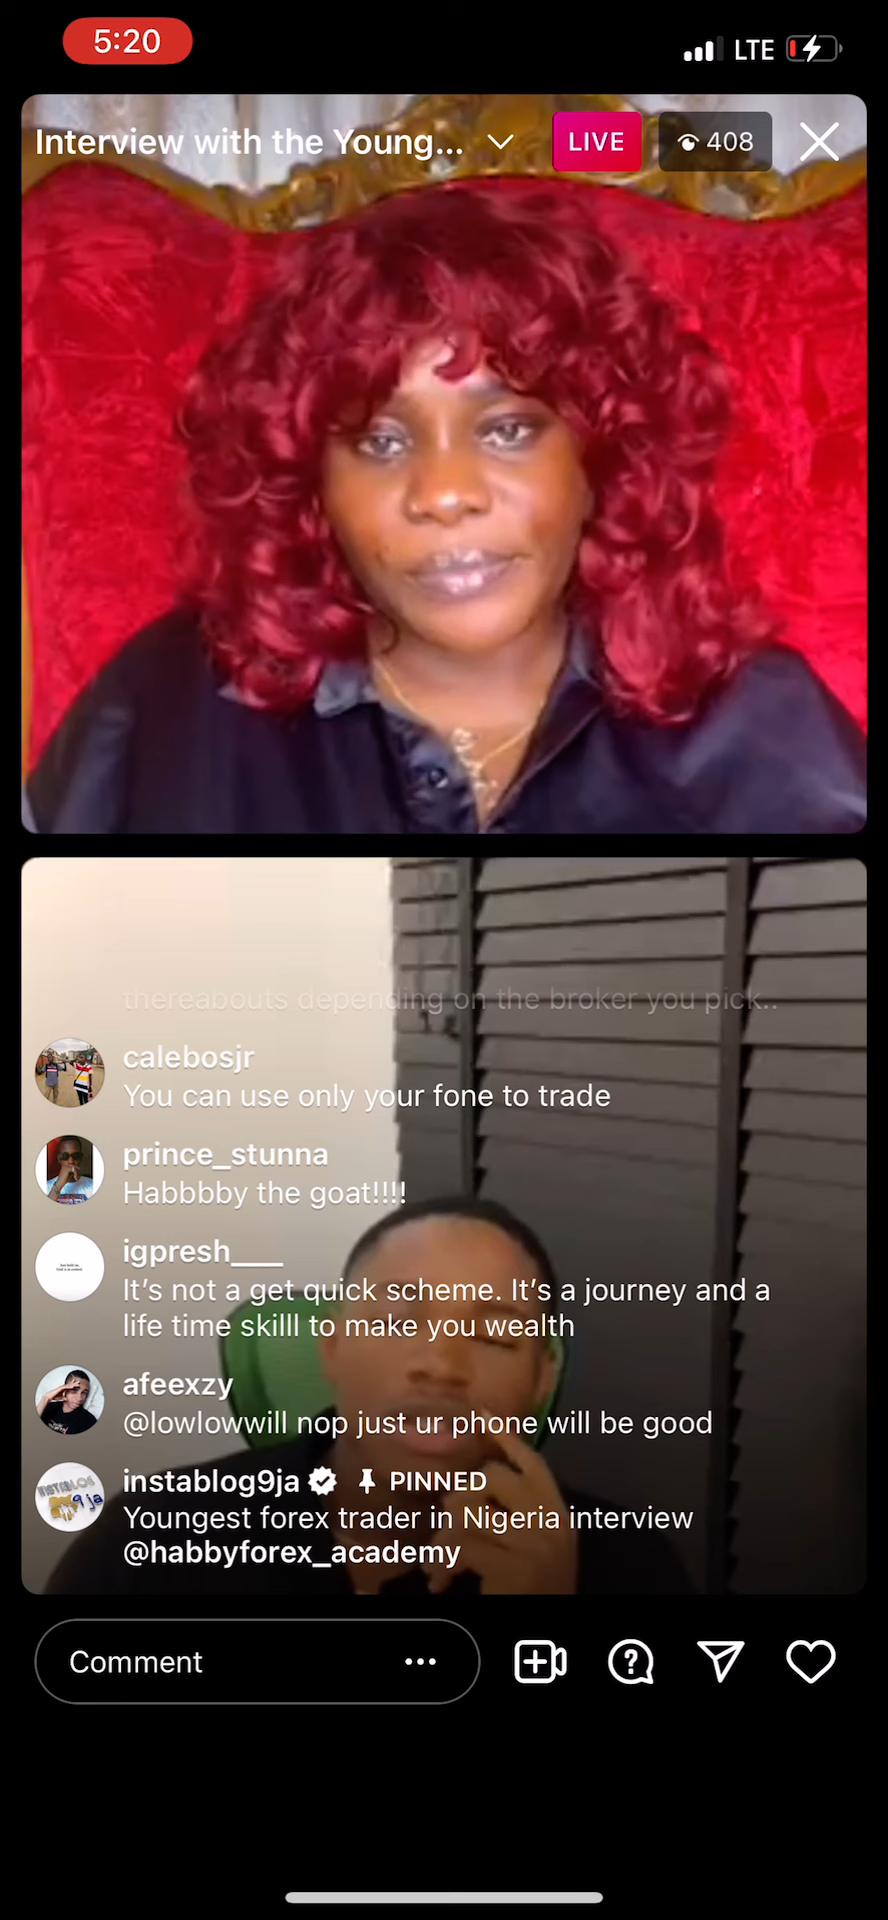 5:20
LTE
Interview with the Young...
LIVE
408
thereabouts depending on the broker you pick..
calebosjr
You can use only your fone to trade
prince_stunna
Habbbby the goat!!!!
igpresh___
It's not a get quick scheme. It's a journey and a
life time skilll to make you wealth
afeexzy
@lowlowwill nop just ur phone will be good
instablog9ja PINNED
Youngest forex trader in Nigeria interview
@habbyforex_academy
Comment